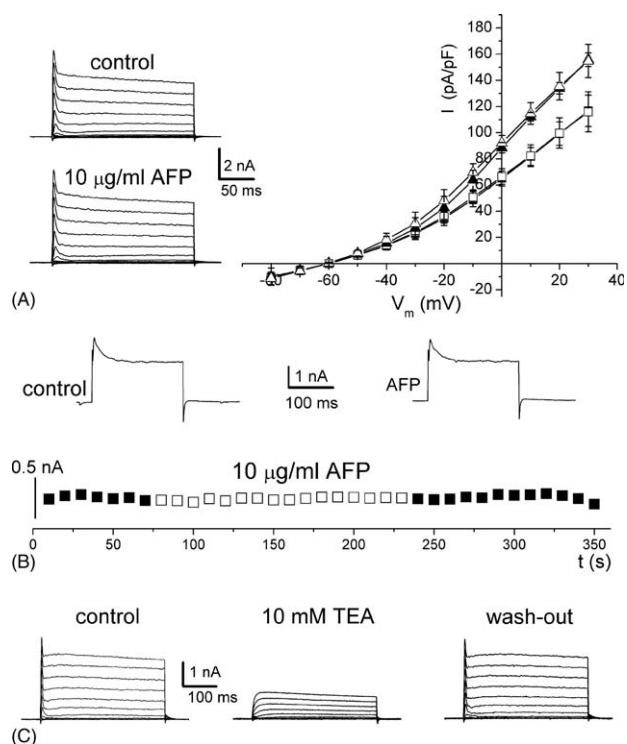 control
2 nA
50 ms
10 μg/ml AFP
(A)
I (pA/pF)
160
140
120
100
80
60
40
20
-20
-80 -60 -40 -20 0 20 40
V_m (mV)
control
1 nA
100 ms
AFP
0.5 nA
10 μg/ml AFP
0 50 100 150 200 250 300 350
(B)
t (s)
control
10 mM TEA
wash-out
1 nA
100 ms
(C)